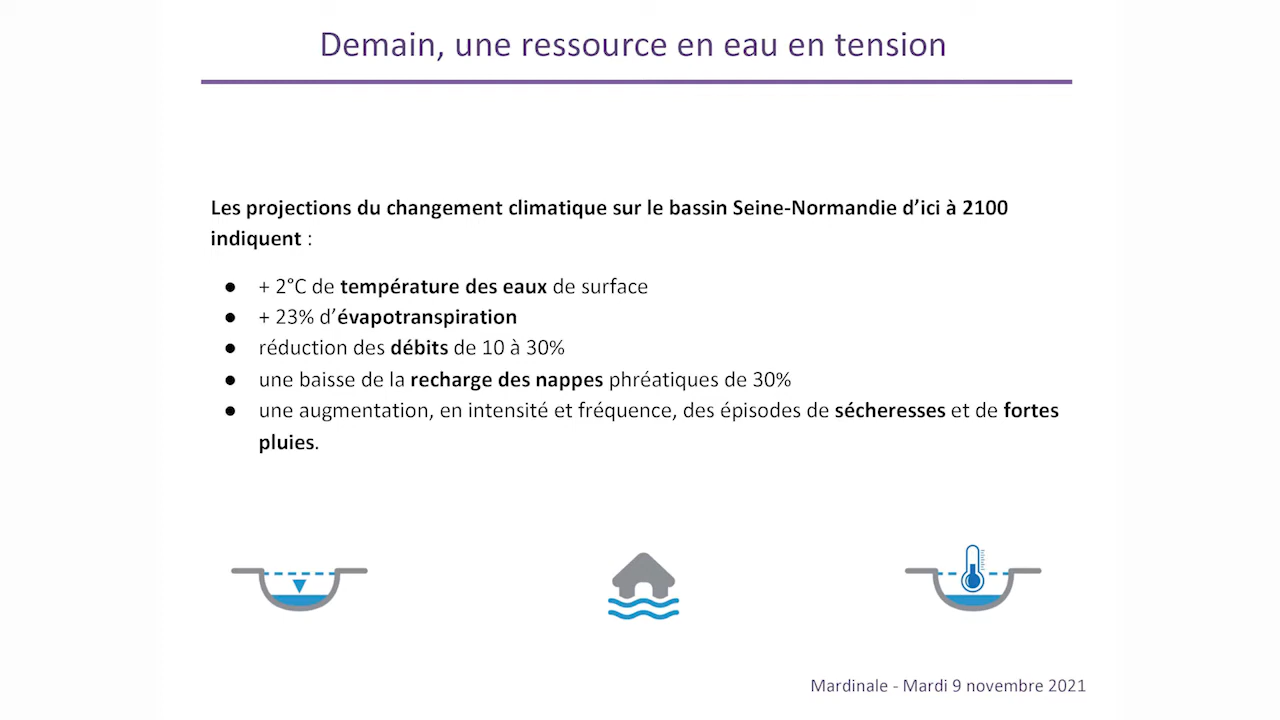 Demain, une ressource en eau en tension
Les projections du changement climatique sur le bassin Seine-Normandie d’ici à 2100
indiquent :
● + 2°C de température des eaux de surface
● + 23% d’évapotranspiration
● réduction des débits de 10 à 30%
● une baisse de la recharge des nappes phréatiques de 30%
● une augmentation, en intensité et fréquence, des épisodes de sécheresses et de fortes
pluies.
Mardinale - Mardi 9 novembre 2021